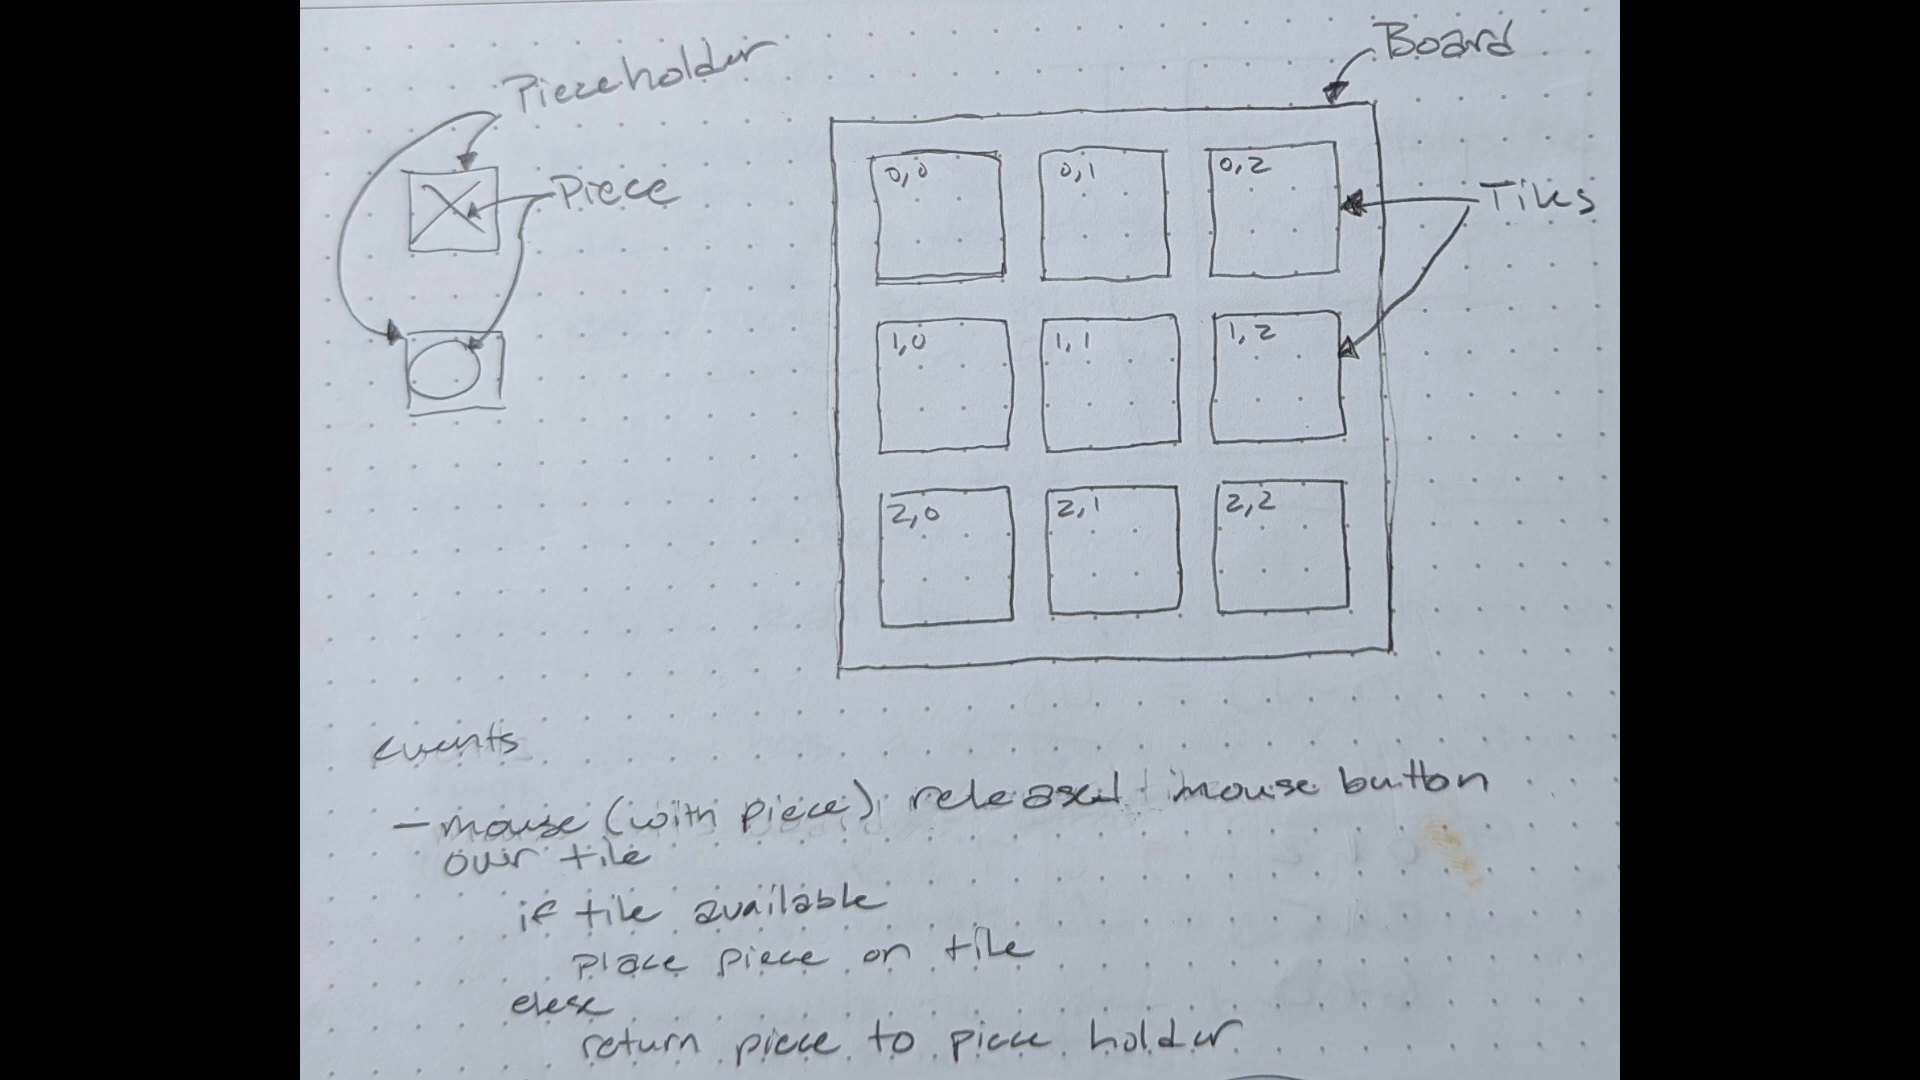 Pieceholder
Board
Piece
Tiles
0,0 0,1 0,2
1,0 1,1 1,2
2,0 2,1 2,2
events
- mouse (with piece) released mouse button
over tile
if tile available
place piece on tile
else
return piece to piece holder